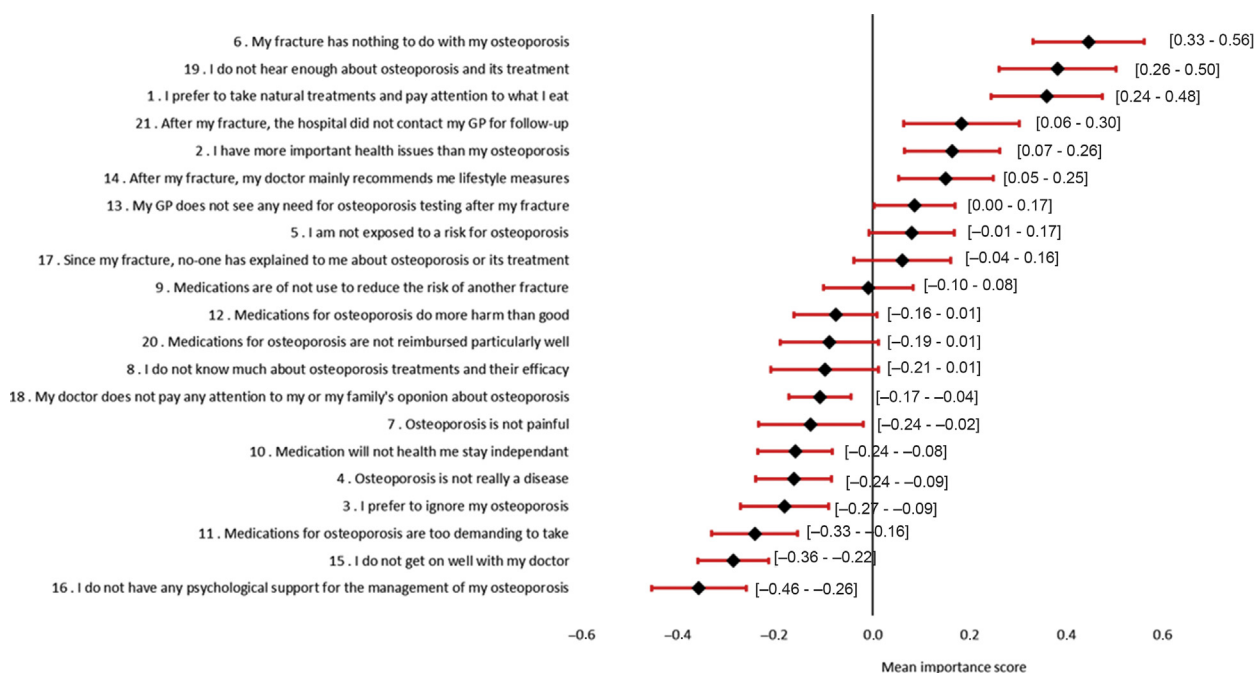 6 . My fracture has nothing to do with my osteoporosis [0.33 - 0.56]
19 . I do not hear enough about osteoporosis and its treatment [0.26 - 0.50]
1 . I prefer to take natural treatments and pay attention to what I eat [0.24 - 0.48]
21 . After my fracture, the hospital did not contact my GP for follow-up [0.06 - 0.30]
2 . I have more important health issues than my osteoporosis [0.07 - 0.26]
14 . After my fracture, my doctor mainly recommends me lifestyle measures [0.05 - 0.25]
13 . My GP does not see any need for osteoporosis testing after my fracture [0.00 - 0.17]
5 . I am not exposed to a risk for osteoporosis [–0.01 - 0.17]
17 . Since my fracture, no-one has explained to me about osteoporosis or its treatment [–0.04 - 0.16]
9 . Medications are of not use to reduce the risk of another fracture [–0.10 - 0.08]
12 . Medications for osteoporosis do more harm than good [–0.16 - 0.01]
20 . Medications for osteoporosis are not reimbursed particularly well [–0.19 - 0.01]
8 . I do not know much about osteoporosis treatments and their efficacy [–0.21 - 0.01]
18 . My doctor does not pay any attention to my or my family's oponion about osteoporosis [–0.17 - –0.04]
7 . Osteoporosis is not painful [–0.24 - –0.02]
10 . Medication will not health me stay independant [–0.24 - –0.08]
4 . Osteoporosis is not really a disease [–0.24 - –0.09]
3 . I prefer to ignore my osteoporosis [–0.27 - –0.09]
11 . Medications for osteoporosis are too demanding to take [–0.33 - –0.16]
15 . I do not get on well with my doctor [–0.36 - –0.22]
16 . I do not have any psychological support for the management of my osteoporosis [–0.46 - –0.26]
–0.6 –0.4 –0.2 0.0 0.2 0.4 0.6
Mean importance score